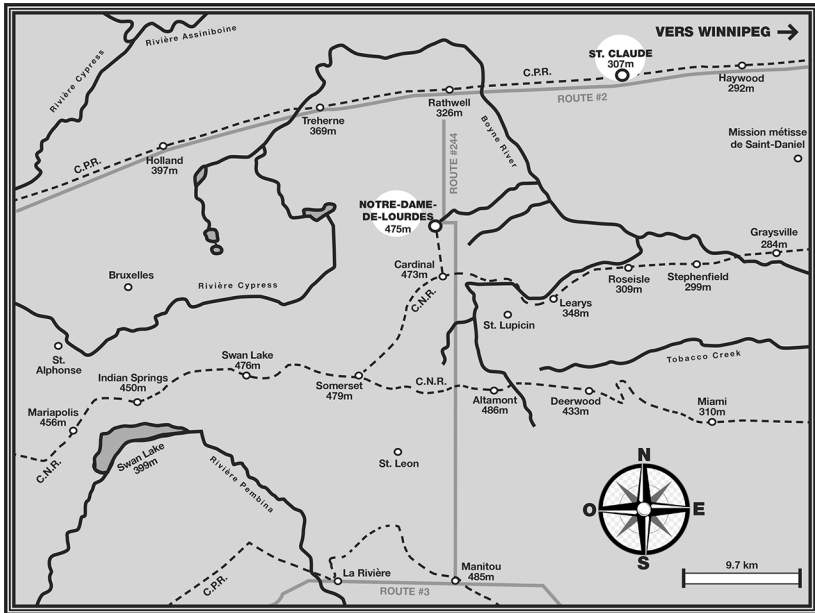 VERS WINNIPEG
Rivière Assiniboine
Rivière Cypress
ST. CLAUDE
307m
C.P.R.
Haywood
292m
ROUTE #2
Rathwell
326m
Treherne
369m
Boyne River
Mission métisse
de Saint-Daniel
ROUTE #244
C.P.R.
Holland
397m
NOTRE-DAME-
DE-LOURDES
475m
Graysville
284m
Cardinal
473m
Roseisle
309m
Stephenfield
299m
Bruxelles
Rivière Cypress
C.N.R.
Learys
348m
St. Lupicin
St.
Alphonse
Swan Lake
476m
Tobacco Creek
Indian Springs
450m
Somerset
479m
C.N.R.
Altamont
486m
Deerwood
433m
Miami
310m
Mariapolis
456m
C.N.R.
Swan Lake
399m
St. Leon
Rivière Pembina
N
O
E
S
9.7 km
C.P.R.
La Rivière
Manitou
485m
ROUTE #3